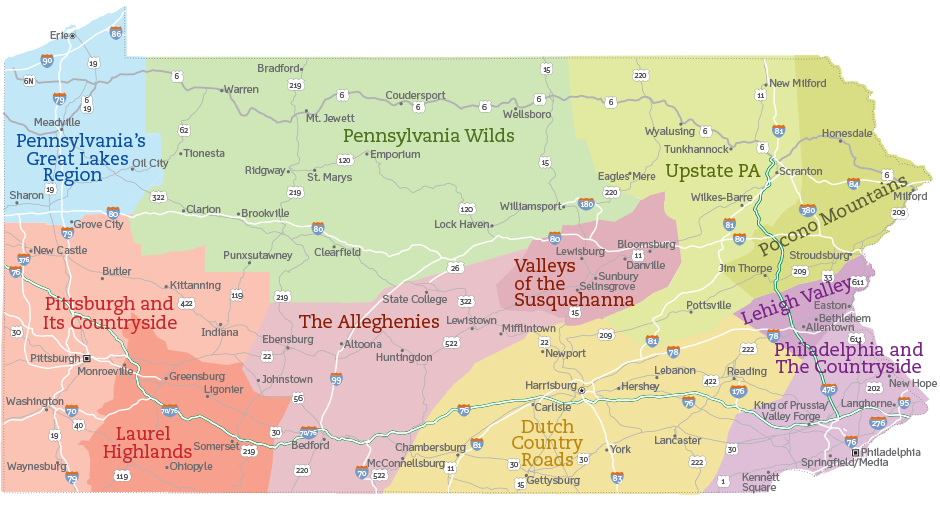 Erie
86
90
19
6N
79
6
19
Meadville
Pennsylvania's
Great Lakes
Region
Oil City
Sharon
19
322
80
79
Grove City
6
Warren
62
Tionesta
Bradford
219
Mt. Jewett
6
Coudersport
6
6
Wellsboro
15
6
Pennsylvania Wilds
120
Emporium
Ridgway
St. Marys
219
15
Clarion
Brookville
80
Clearfield
120
Lock Haven
Williamsport
180
220
Eagles Mere
220
6
Wyalusing
6
Tunkhannock
11
New Milford
81
6
Honesdale
Upstate PA
Scranton
84
6
Milford
209
Wilkes-Barre
380
Pocono Mountains
81
80
Stroudsburg
Jim Thorpe
209
33
611
New Castle
376
76
Butler
Punxsutawney
Kittanning
422
119
219
Pittsburgh and
Its Countryside
30
Indiana
Pittsburgh
Monroeville
Greensburg
Ligonier
Washington
70
70/76
40
19
Laurel
Highlands
Somerset
219
Waynesburg
79
119
Ohiopyle
26
80
Lewisburg
Bloomsburg
11
Danville
Sunbury
Selinsgrove
15
Valleys
of the
Susquehanna
State College
322
The Alleghenies
Lewistown
Mifflintown
522
Ebensburg
22
Altoona
Huntingdon
Johnstown
99
56
30
70/76
Bedford
220
70
522
McConnellsburg
Chambersburg
76
81
11
22
Newport
209
81
78
Pottsville
Lebanon
422
222
Reading
Harrisburg
Hershey
Carlisle
76
176
Dutch
Country
Roads
30
30
York
Lancaster
15
Gettysburg
83
222
Lehigh Valley
Easton
Bethlehem
Allentown
78
611
Philadelphia and
The Countryside
202
New Hope
476
King of Prussia/
Valley Forge
Langhorne
95
276
76
Philadelphia
30
Springfield/Media
1
Kennett
Square